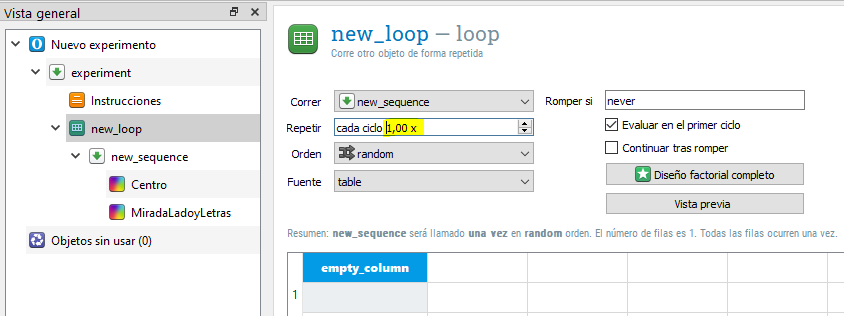 Vista general
Nuevo experimento
experiment
Instrucciones
new_loop
new_sequence
Centro
MiradaLadoyLetras
Objetos sin usar (0)
new_loop – loop
Corre otro objeto de forma repetida
Correr new_sequence Romper si never
Repetir cada ciclo 1,00 x Evaluar en el primer ciclo
Orden random Continuar tras romper
Fuente table Diseño factorial completo
Vista previa
Resumen: new_sequence será llamado una vez en random orden. El número de filas es 1. Todas las filas ocurren una vez.
empty_column
1